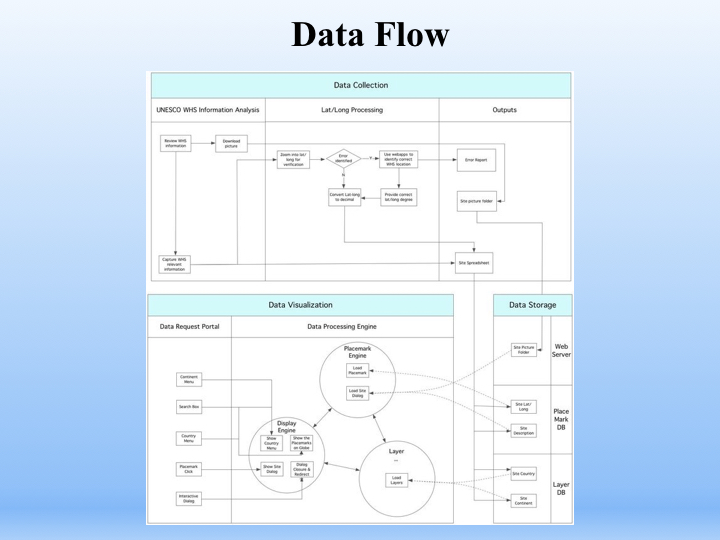 Data Flow
Data Collection
UNESCO WHS Information Analysis
Lat/Long Processing
Outputs
Review WHS
information
Download
picture
Zoom into lat/
long for
verification
Error
identified
Y
Use webapps to
identify correct
WHS location
Error Report
N
Convert Lat:long
to decimal
Provide correct
lat/long degree
Site picture folder
Capture WHS
relevant
information
Site Spreadsheet
Data Visualization
Data Request Portal
Data Processing Engine
Placemark
Engine
Load
Placemark
Load Site
Dialog
Continent
Menu
Search Box
Country
Menu
Placemark
Click
Interactive
Dialog
Display
Engine
Show
Country
Menu
Show the
Placemarks
on Globe
Show Site
Dialog
Dialog
Closure &
Redirect
Layer
...
Load
Layers
Data Storage
Site Picture
Folder
Web
Server
Site Lat/
Long
Site
Description
Place
Mark
DB
Site Country
Site
Continent
Layer
DB